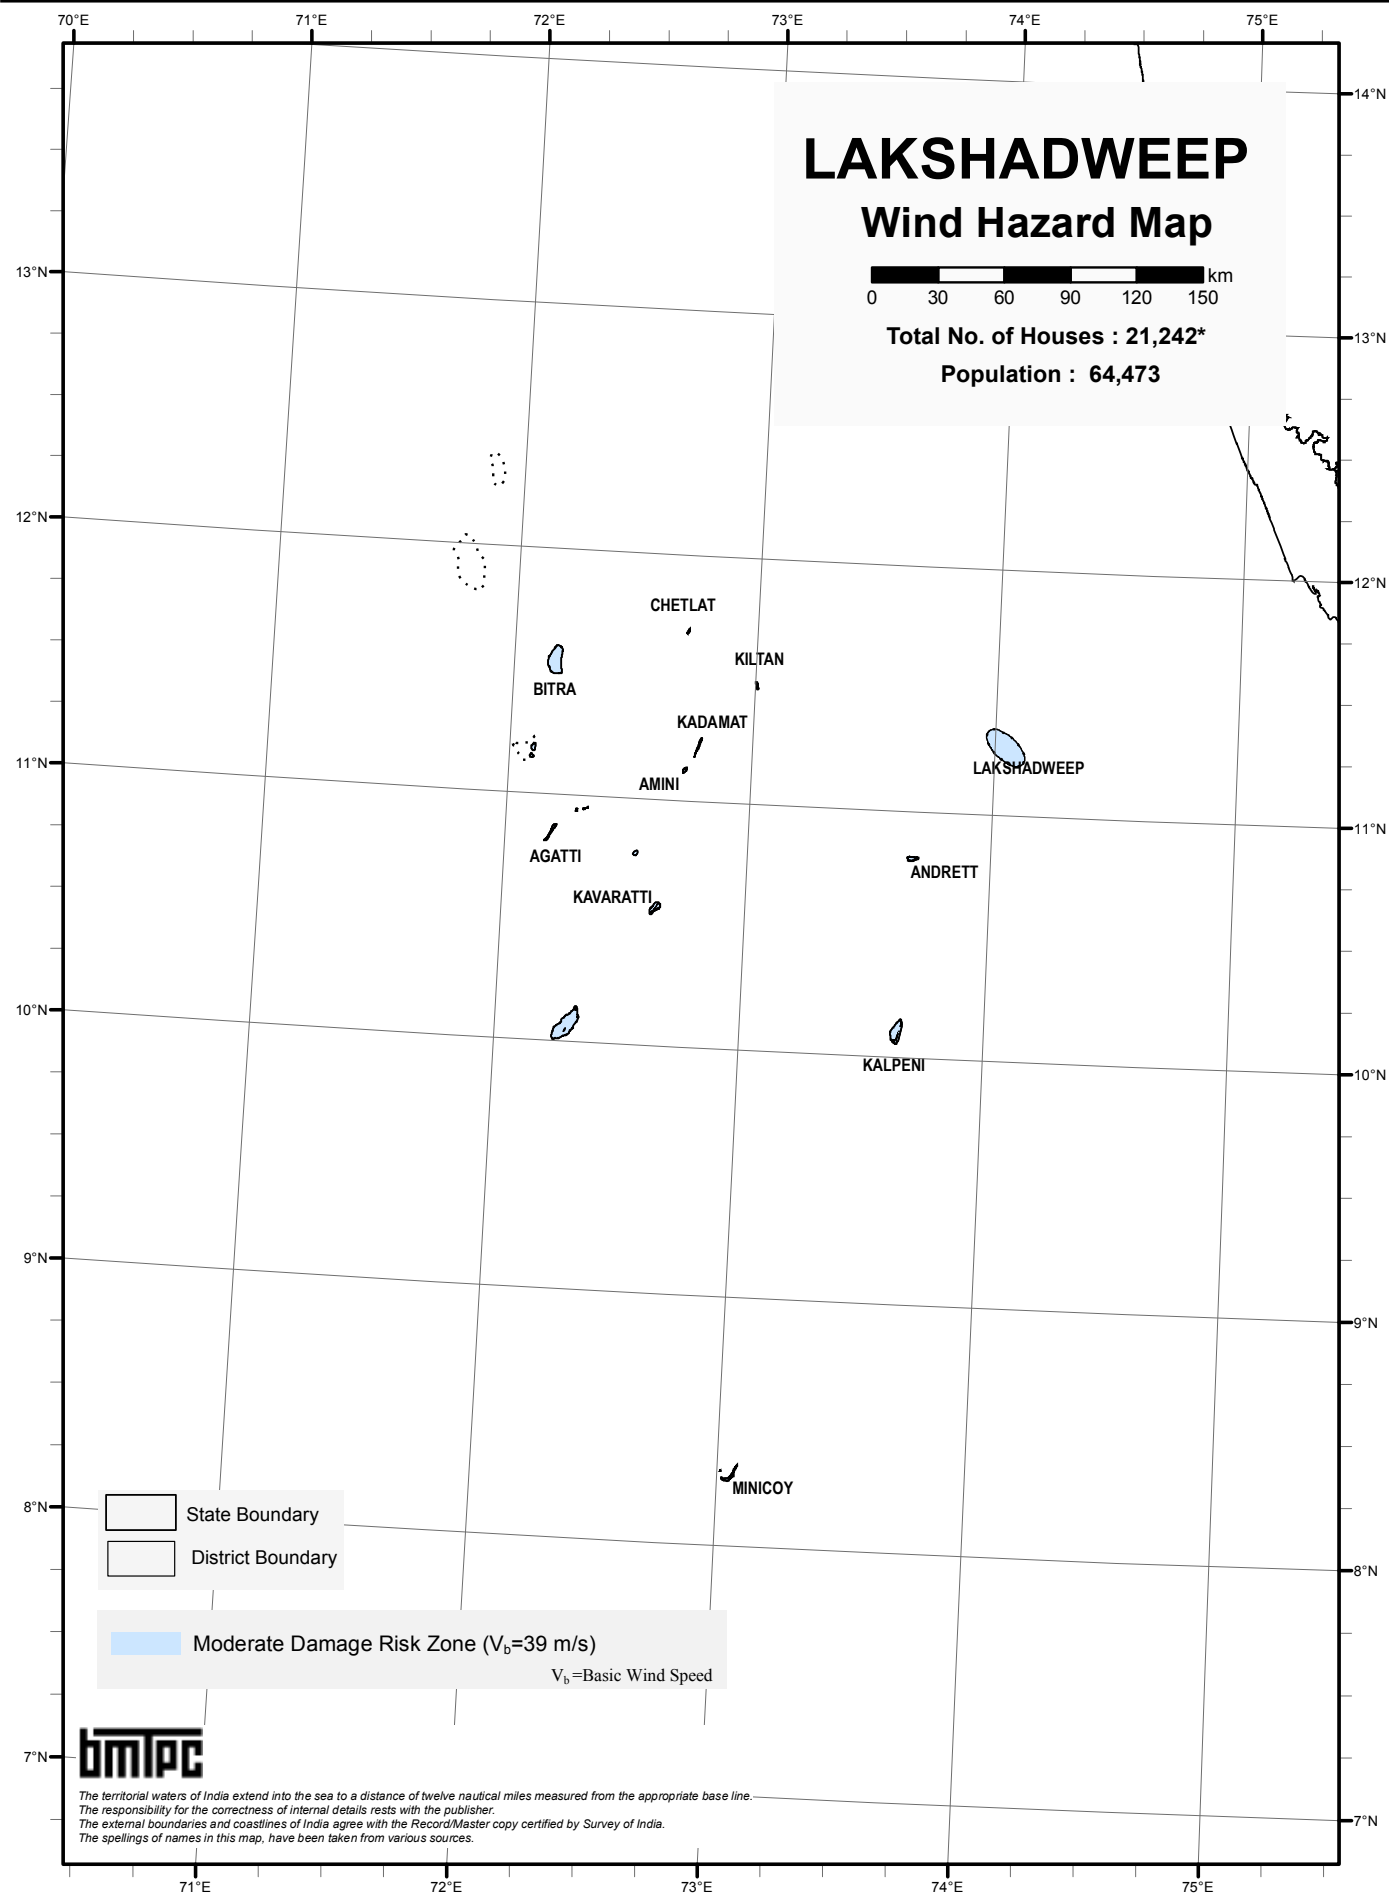 70°E 71°E 72°E 73°E 74°E 75°E
14°N
LAKSHADWEEP
Wind Hazard Map
km
0 30 60 90 120 150
Total No. of Houses : 21,242*
Population : 64,473
13°N
13°N
12°N
12°N
CHETLAT
KILTAN
BITRA
KADAMAT
11°N
LAKSHADWEEP
AMINI
11°N
AGATTI
ANDRETT
KAVARATTI
10°N
KALPENI
10°N
9°N
9°N
MINICOY
8°N
State Boundary
District Boundary
8°N
Moderate Damage Risk Zone (Vb=39 m/s)
Vb=Basic Wind Speed
bmTPC
7°N
The territorial waters of India extend into the sea to a distance of twelve nautical miles measured from the appropriate base line.
The responsibility for the correctness of internal details rests with the publisher.
The external boundaries and coastlines of India agree with the Record/Master copy certified by Survey of India.
The spellings of names in this map, have been taken from various sources.
7°N
71°E 72°E 73°E 74°E 75°E